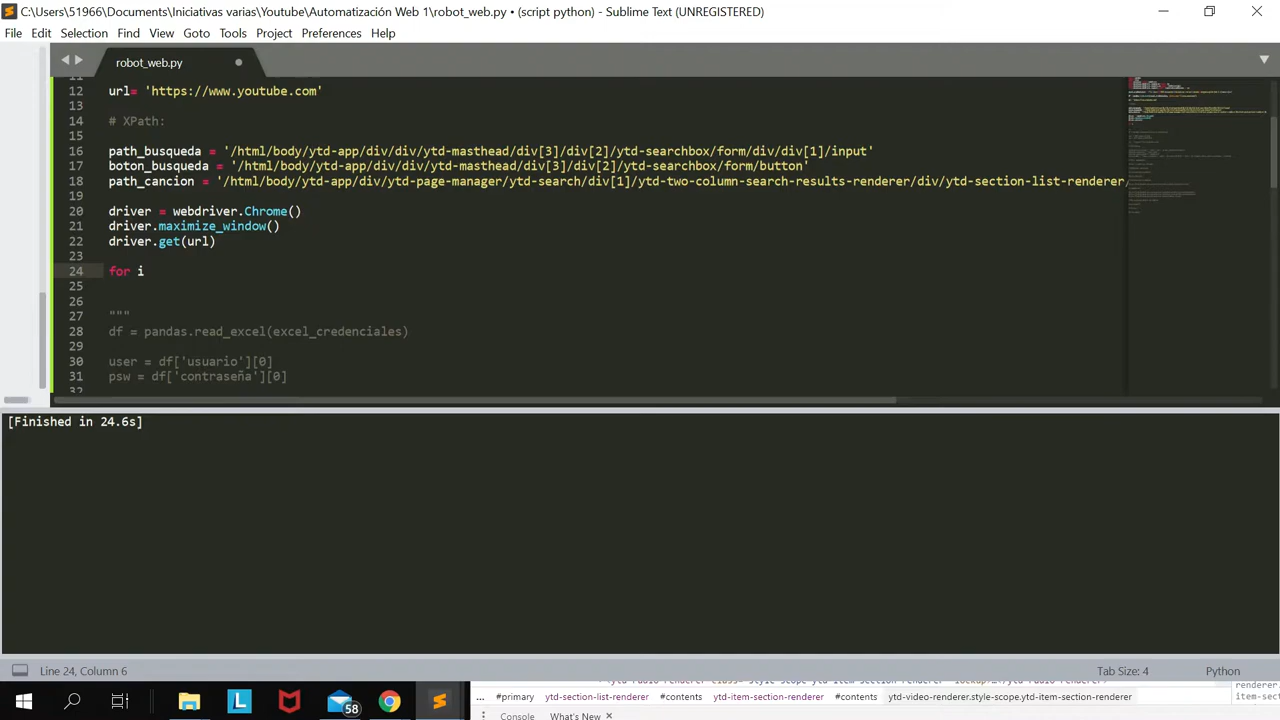 C:\Users\51966\Documents\Iniciativas varias\Youtube\Automatización Web 1\robot_web.py • (script python) - Sublime Text (UNREGISTERED)
File Edit Selection Find View Goto Tools Project Preferences Help
robot_web.py
12 url= 'https://www.youtube.com'
13
14 # XPath:
15
16 path_busqueda = '/html/body/ytd-app/div/div/ytd-masthead/div[3]/div[2]/ytd-searchbox/form/div/div[1]/input'
17 boton_busqueda = '/html/body/ytd-app/div/div/ytd-masthead/div[3]/div[2]/ytd-searchbox/form/button'
18 path_cancion = '/html/body/ytd-app/div/ytd-page-manager/ytd-search/div[1]/ytd-two-column-search-results-renderer/div/ytd-section-list-renderer/
19
20 driver = webdriver.Chrome()
21 driver.maximize_window()
22 driver.get(url)
23
24 for i
25
26
27 """
28 df = pandas.read_excel(excel_credenciales)
29
30 user = df['usuario'][0]
31 psw = df['contraseña'][0]
32
[Finished in 24.6s]
Line 24, Column 6 Tab Size: 4 Python
58
... #primary ytd-section-list-renderer #contents ytd-item-section-renderer #contents ytd-video-renderer.style-scope.ytd-item-section-renderer
renderer.
item-sect
Console What's New ×